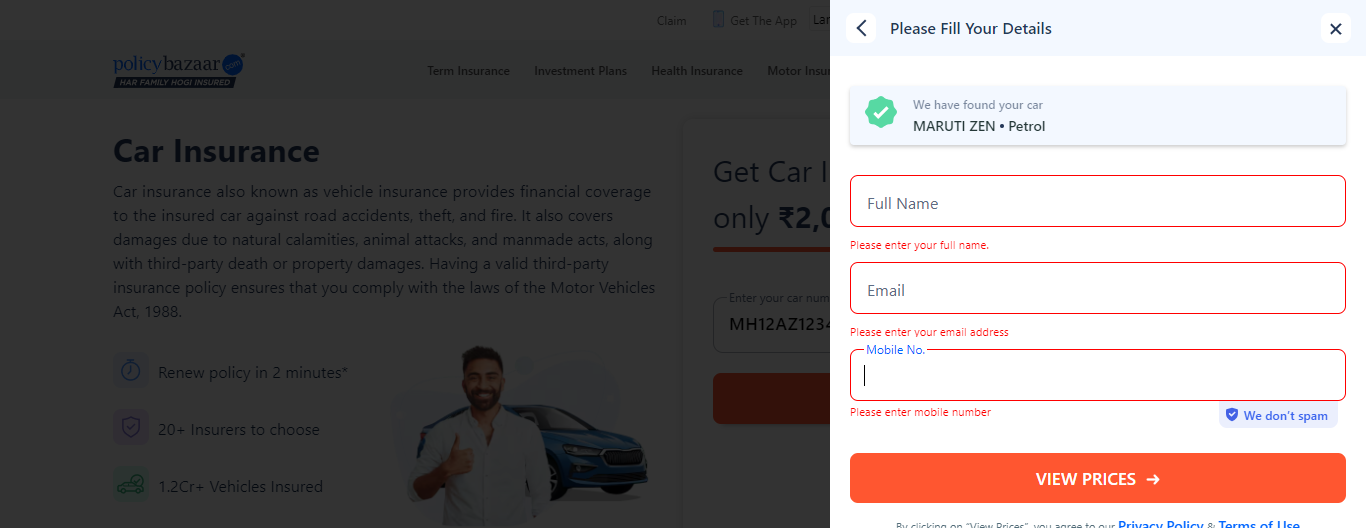 Claim
Get The App
Lan
policybazaar.com
HAR FAMILY HOGI INSURED
Term Insurance
Investment Plans
Health Insurance
Motor Insu
Car Insurance
Car insurance also known as vehicle insurance provides financial coverage
to the insured car against road accidents, theft, and fire. It also covers
damages due to natural calamities, animal attacks, and manmade acts, along
with third-party death or property damages. Having a valid third-party
insurance policy ensures that you comply with the laws of the Motor Vehicles
Act, 1988.
Renew policy in 2 minutes*
20+ Insurers to choose
1.2Cr+ Vehicles Insured
Get Car I
only ₹2,0
Enter your car num
MH12AZ1234
Please Fill Your Details
We have found your car
MARUTI ZEN • Petrol
Full Name
Please enter your full name.
Email
Please enter your email address
Mobile No.
Please enter mobile number
We don't spam
VIEW PRICES →
By clicking on "View Prices", you agree to our Privacy Policy & Terms of Use